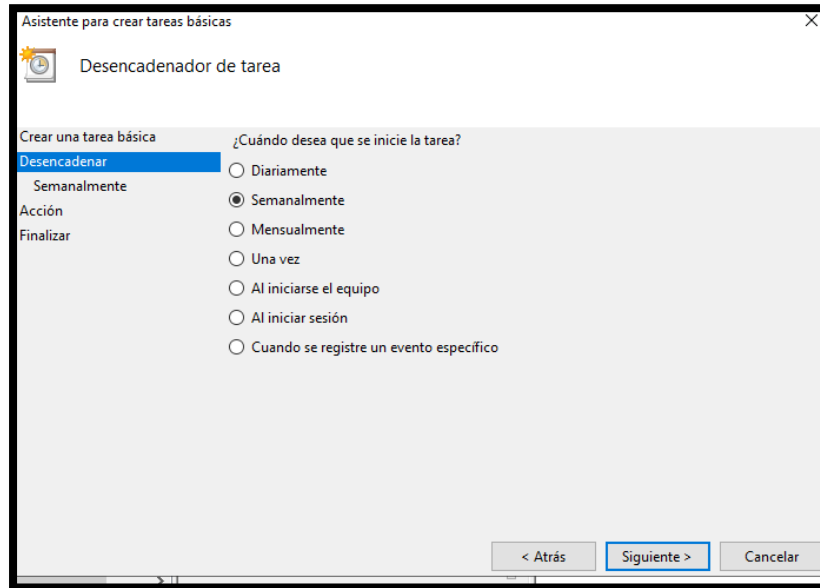 Asistente para crear tareas básicas
Desencadenador de tarea
Crear una tarea básica
Desencadenar
Semanalmente
Acción
Finalizar
¿Cuándo desea que se inicie la tarea?
Diariamente
Semanalmente
Mensualmente
Una vez
Al iniciarse el equipo
Al iniciar sesión
Cuando se registre un evento específico
< Atrás
Siguiente >
Cancelar